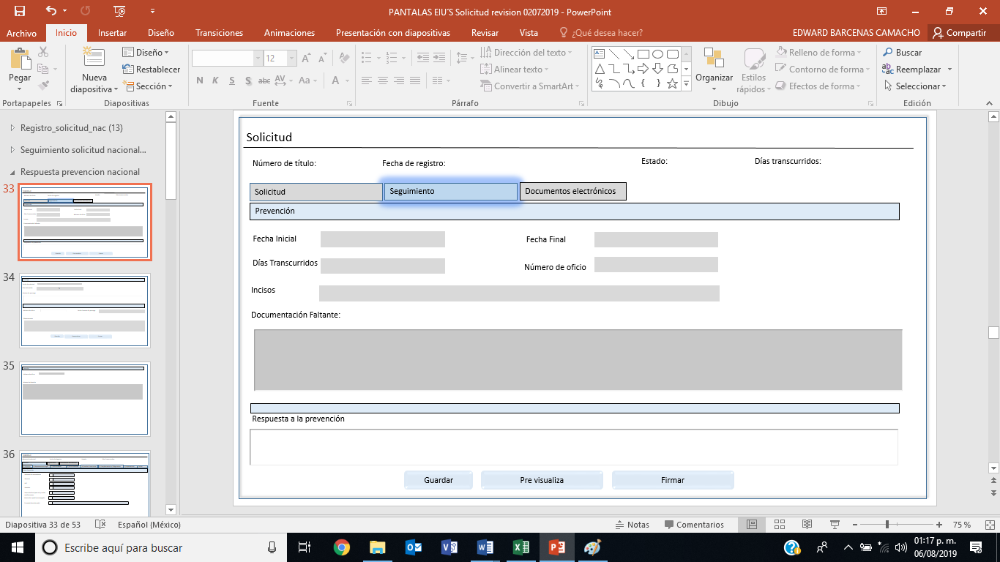 PANTALAS EIU´S Solicitud revision 02072019 - PowerPoint
Archivo Inicio Insertar Diseño Transiciones Animaciones Presentación con diapositivas Revisar Vista ¿Qué desea hacer? EDWARD BARCENAS CAMACHO Compartir
Pegar
Nueva diapositiva
Diseño
Restablecer
Sección
12
N K S S abc AV Aa A
Dirección del texto
Alinear texto
Convertir a SmartArt
Organizar
Estilos rápidos
Relleno de forma
Contorno de forma
Efectos de forma
Buscar
Reemplazar
Seleccionar
Portapapeles Diapositivas Fuente Párrafo Dibujo Edición
Registro_solicitud_nac (13)
Seguimiento solicitud nacional...
Respuesta prevencion nacional
33
34
35
36
Solicitud
Número de título: Fecha de registro: Estado: Días transcurridos:
Solicitud Seguimiento Documentos electrónicos
Prevención
Fecha Inicial Fecha Final
Días Transcurridos Número de oficio
Incisos
Documentación Faltante:
Respuesta a la prevención
Guardar Pre visualiza Firmar
Diapositiva 33 de 53 Español (México) Notas Comentarios 75 %
Escribe aquí para buscar
01:17 p. m.
06/08/2019